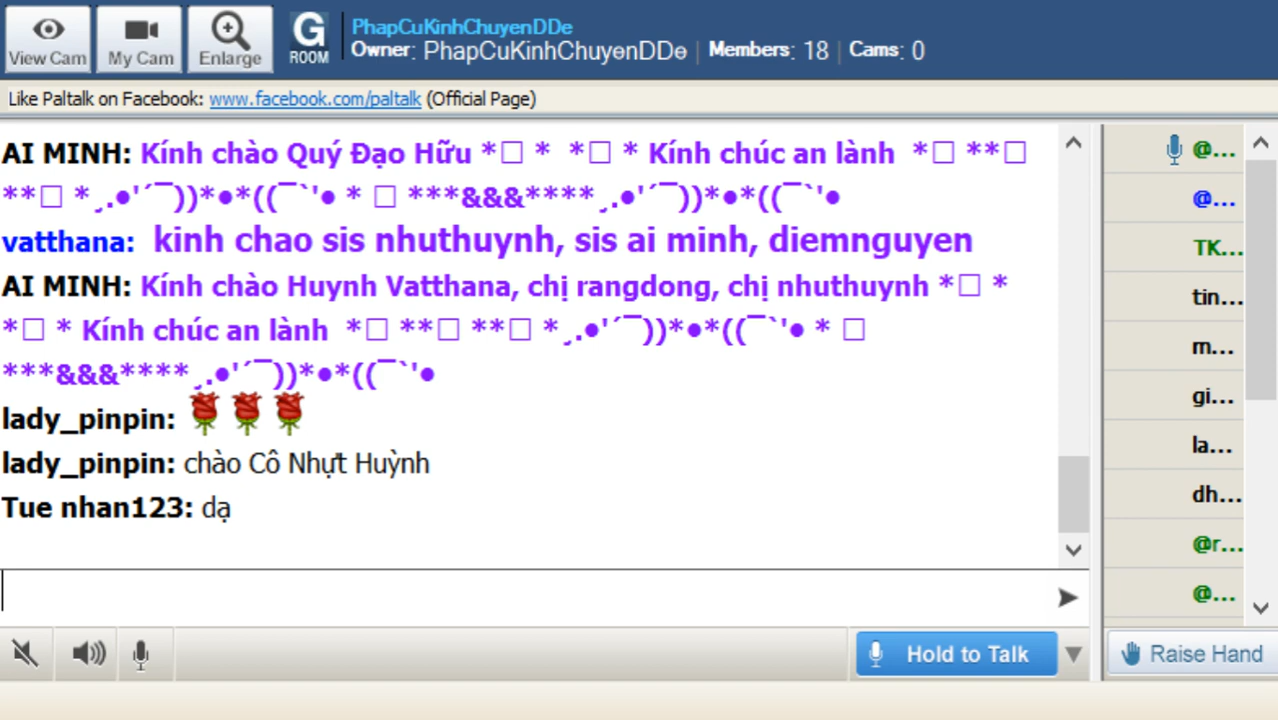 View Cam
My Cam
Enlarge
G
ROOM
PhapCuKinhChuyenDDe
Owner: PhapCuKinhChuyenDDe | Members: 18 | Cams: 0
Like Paltalk on Facebook: www.facebook.com/paltalk (Official Page)
AI MINH: Kính chào Quý Đạo Hữu *□ * *□ * Kính chúc an lành *□ **□
**□ *¸.●'´¯))*●*((¯`'● * □ ***&&&****¸.●'´¯))*●*((¯`'●
vatthana: kinh chao sis nhuthuynh, sis ai minh, diemnguyen
AI MINH: Kính chào Huynh Vatthana, chị rangdong, chị nhuthuynh *□ *
*□ * Kính chúc an lành *□ **□ **□ *¸.●'´¯))*●*((¯`'● * □
***&&&****¸.●'´¯))*●*((¯`'●
lady_pinpin:
lady_pinpin: chào Cô Nhựt Huỳnh
Tue nhan123: dạ
@...
@...
TK...
tin...
m...
gi...
la...
dh...
@r...
@...
Hold to Talk
Raise Hand